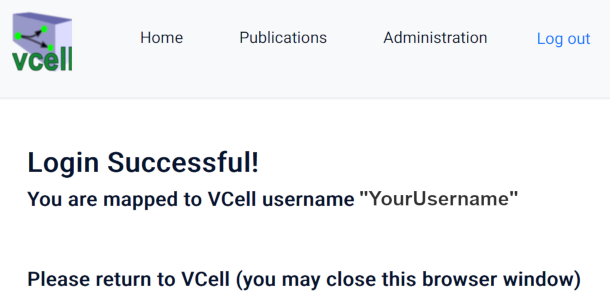 vcell
Home Publications Administration Log out
Login Successful!
You are mapped to VCell username "YourUsername"
Please return to VCell (you may close this browser window)